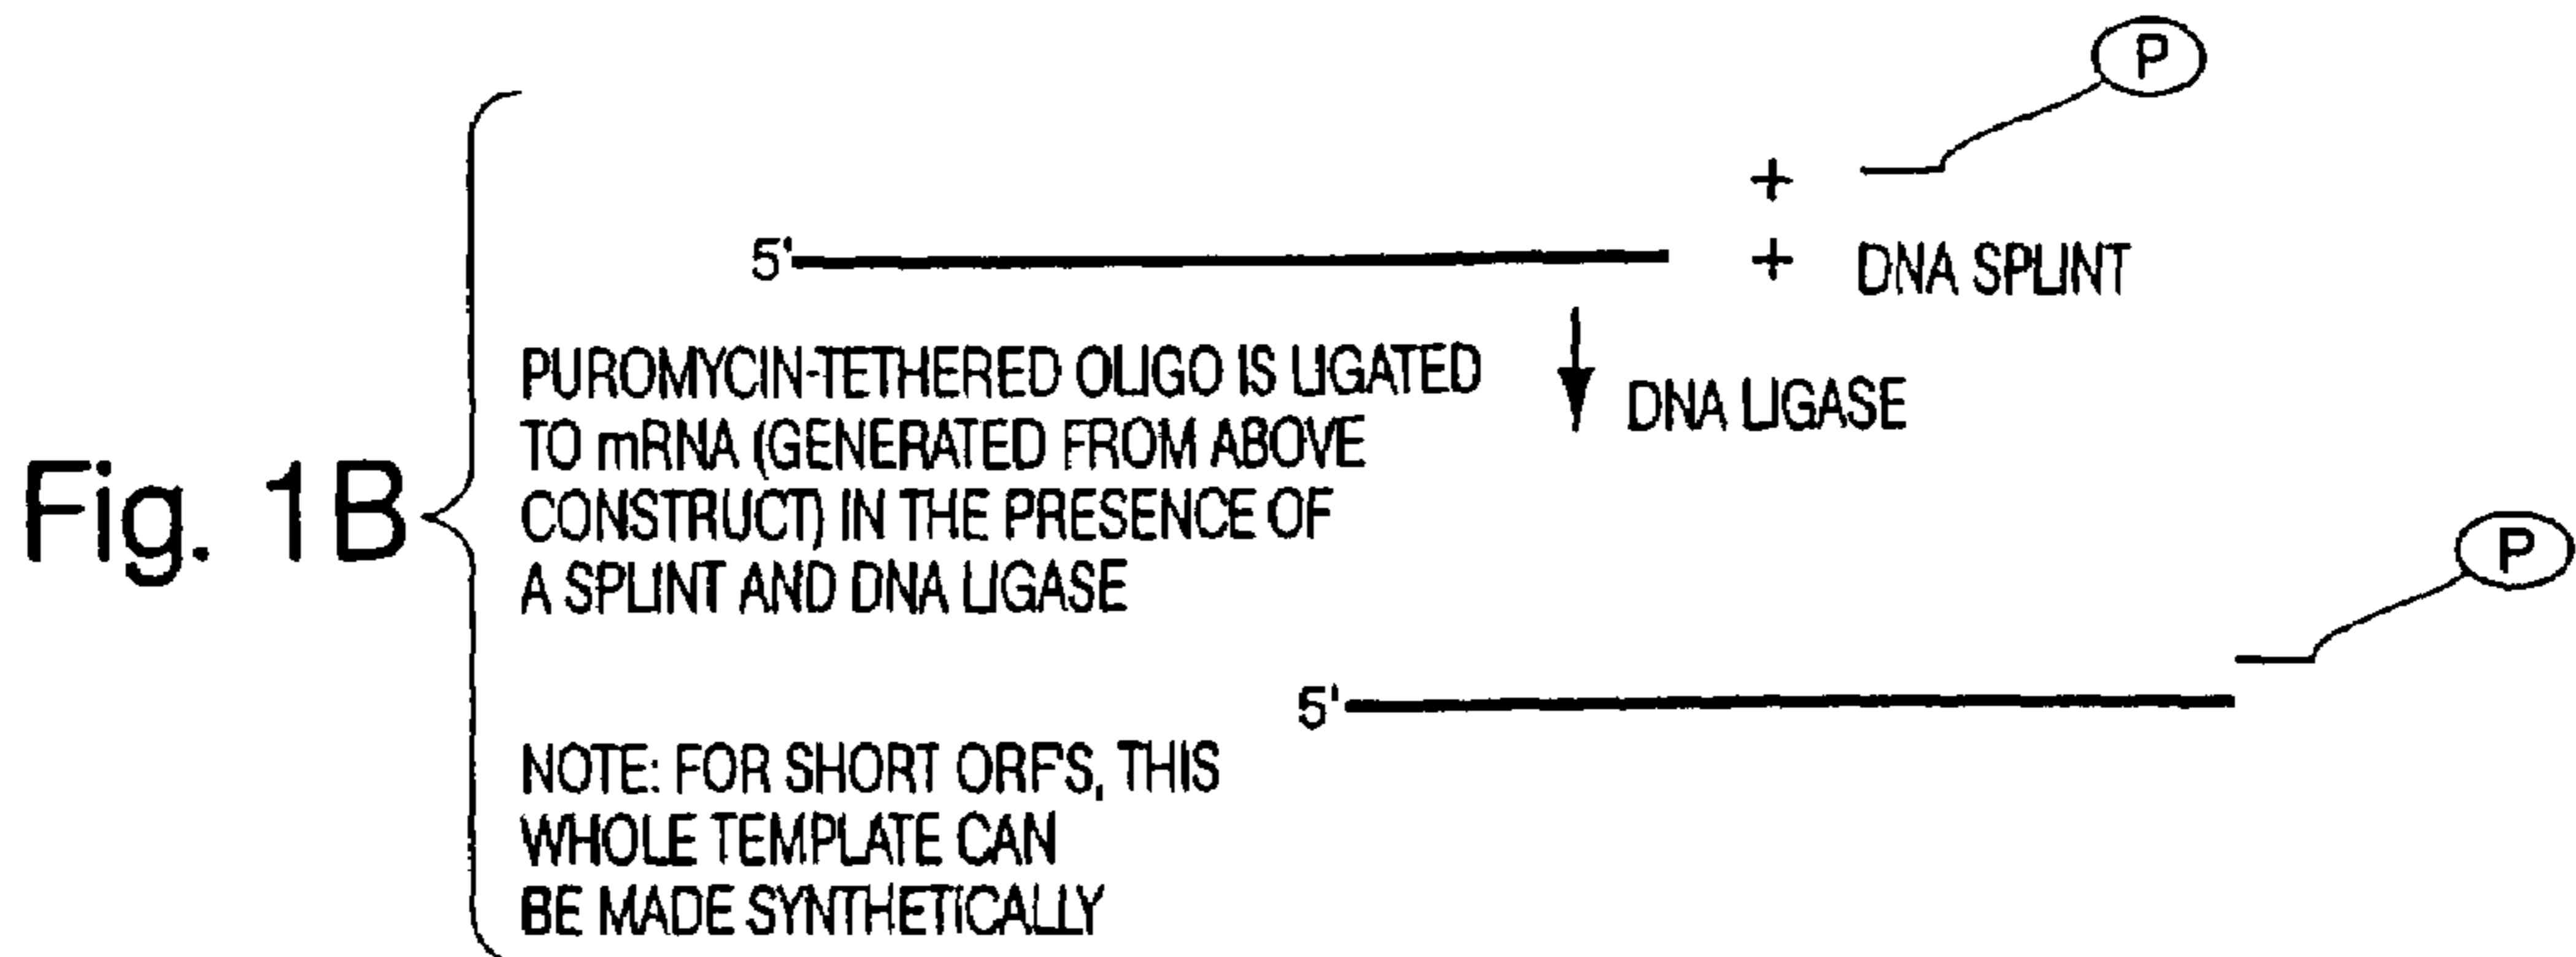 Fig. 1B
P
+
5'
+ DNA SPLINT
PUROMYCIN-TETHERED OLIGO IS LIGATED
TO mRNA (GENERATED FROM ABOVE
CONSTRUCT) IN THE PRESENCE OF
A SPLINT AND DNA LIGASE
DNA LIGASE
P
5'
NOTE: FOR SHORT ORF'S, THIS
WHOLE TEMPLATE CAN
BE MADE SYNTHETICALLY